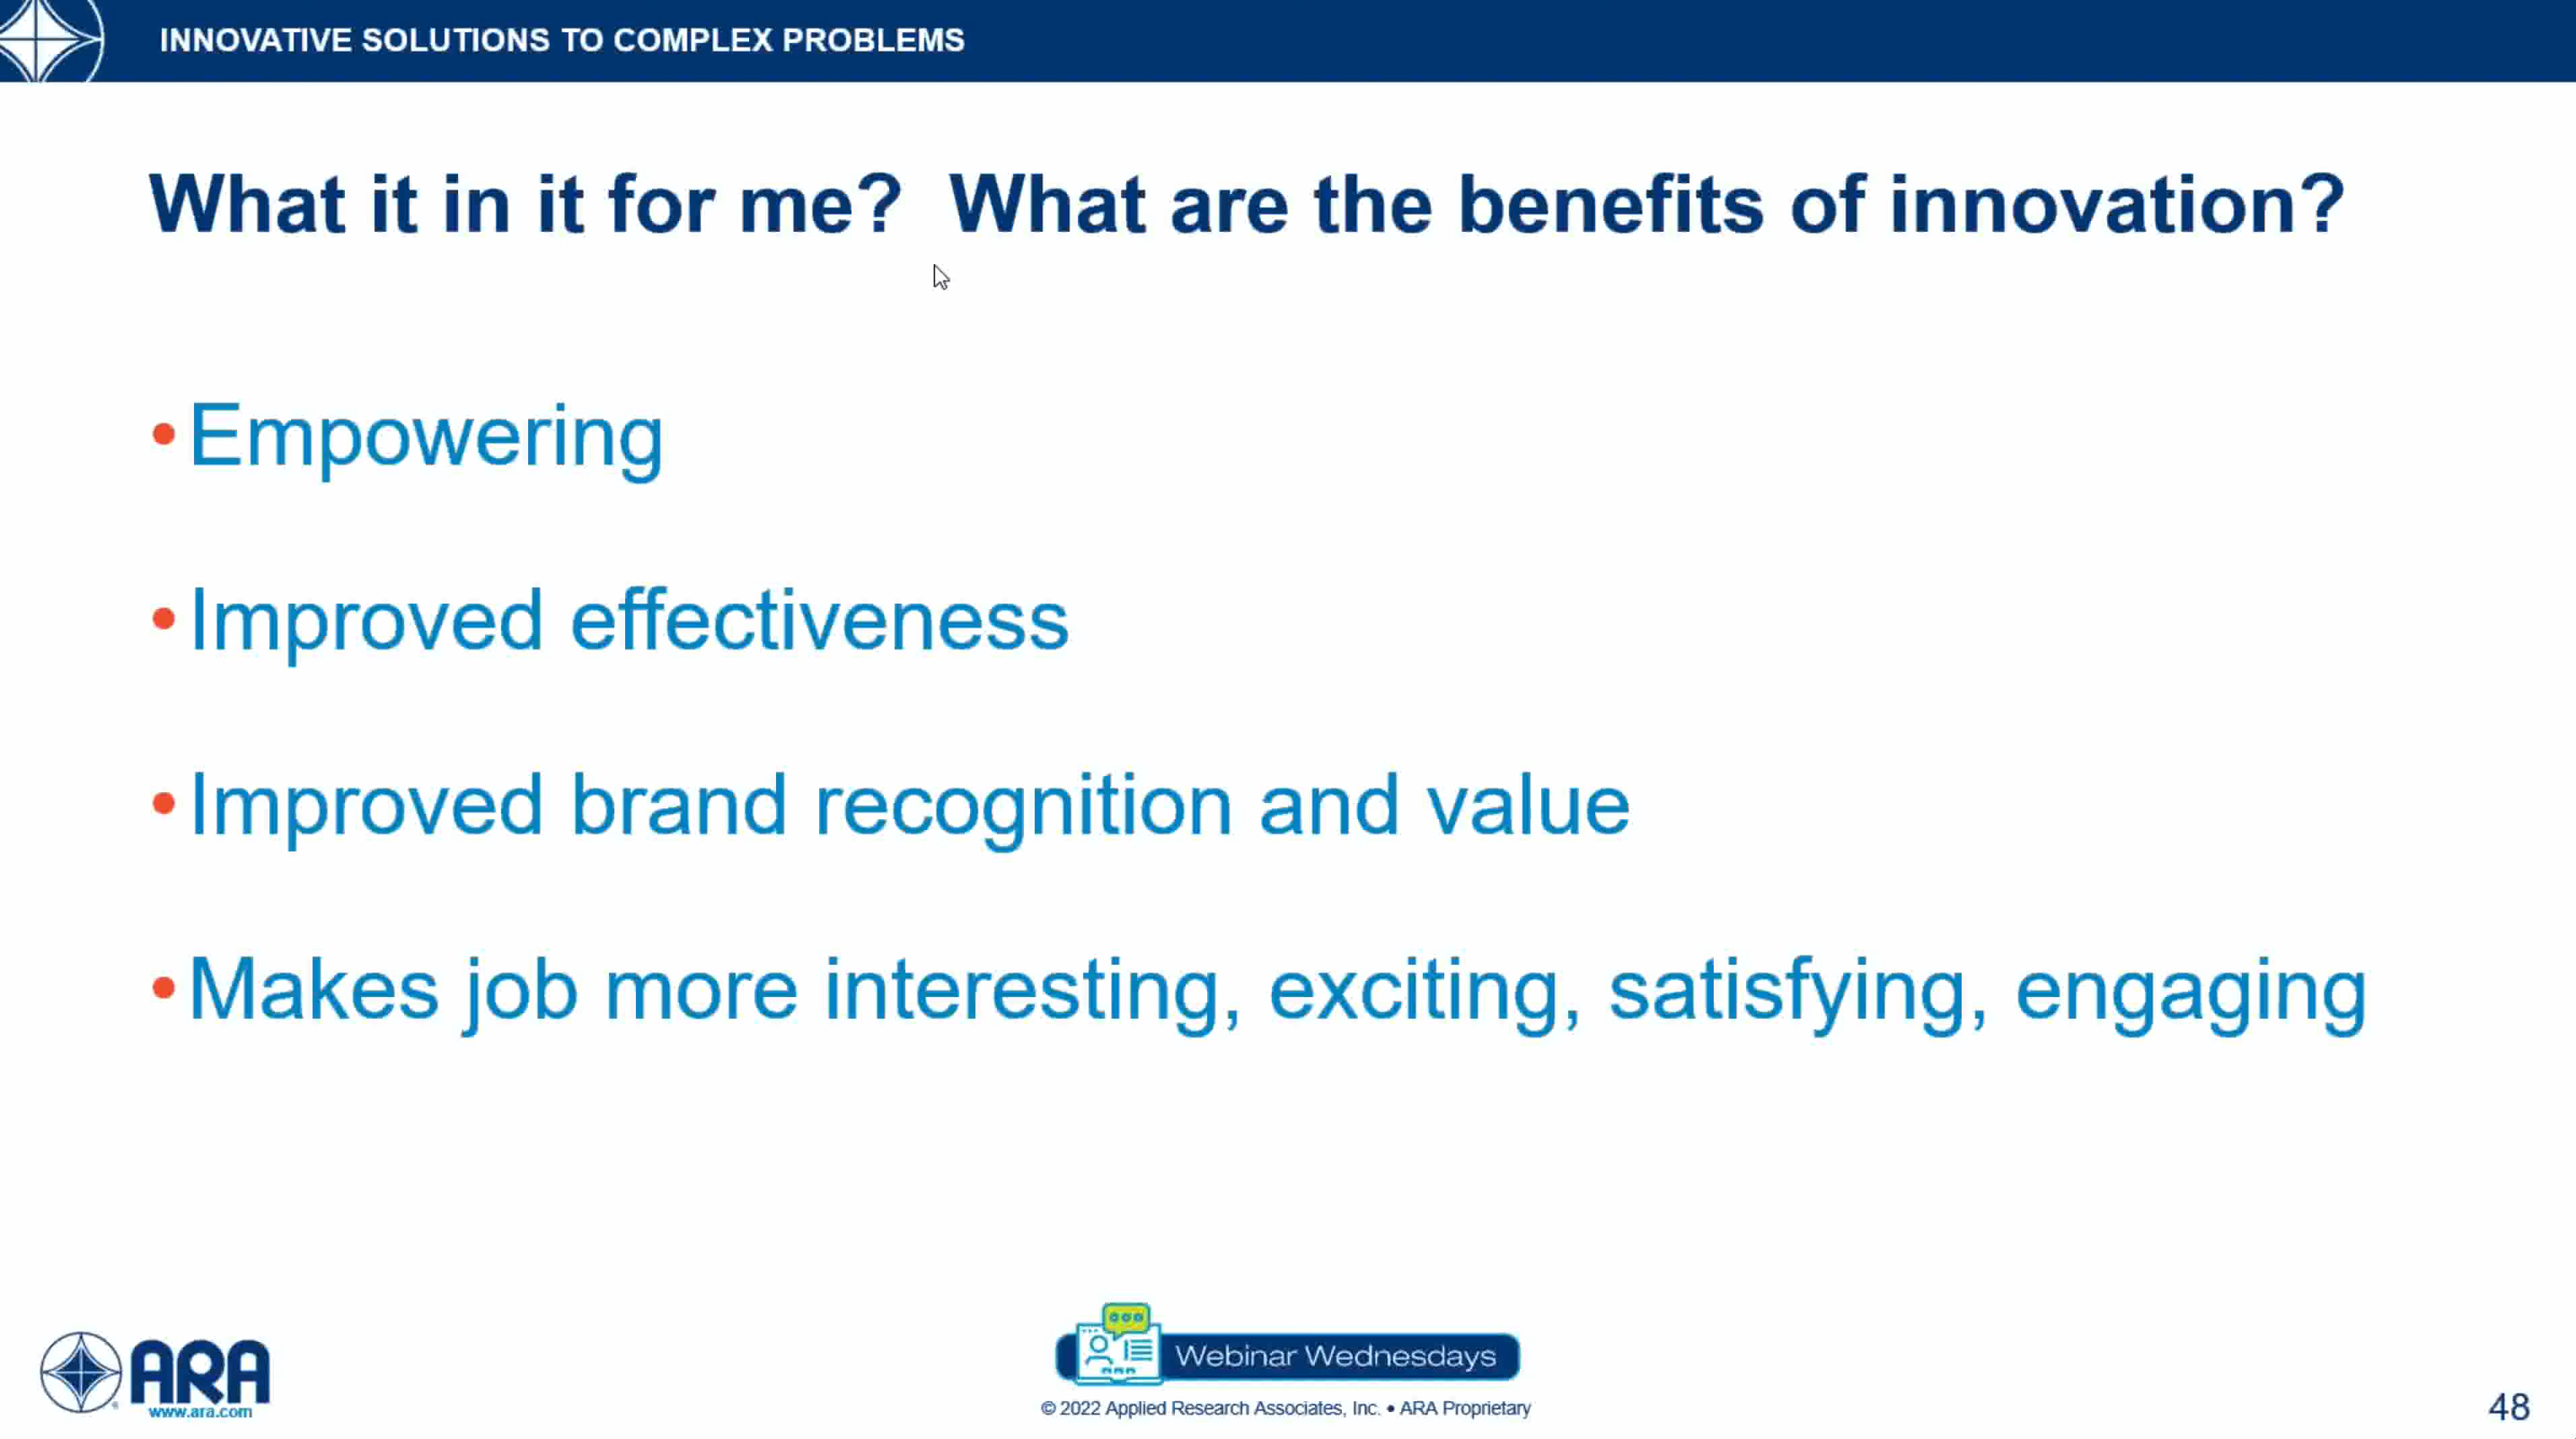 INNOVATIVE SOLUTIONS TO COMPLEX PROBLEMS
What it in it for me?  What are the benefits of innovation?
• Empowering
• Improved effectiveness
• Improved brand recognition and value
• Makes job more interesting, exciting, satisfying, engaging
ARA
www.ara.com
Webinar Wednesdays
© 2022 Applied Research Associates, Inc. • ARA Proprietary
48